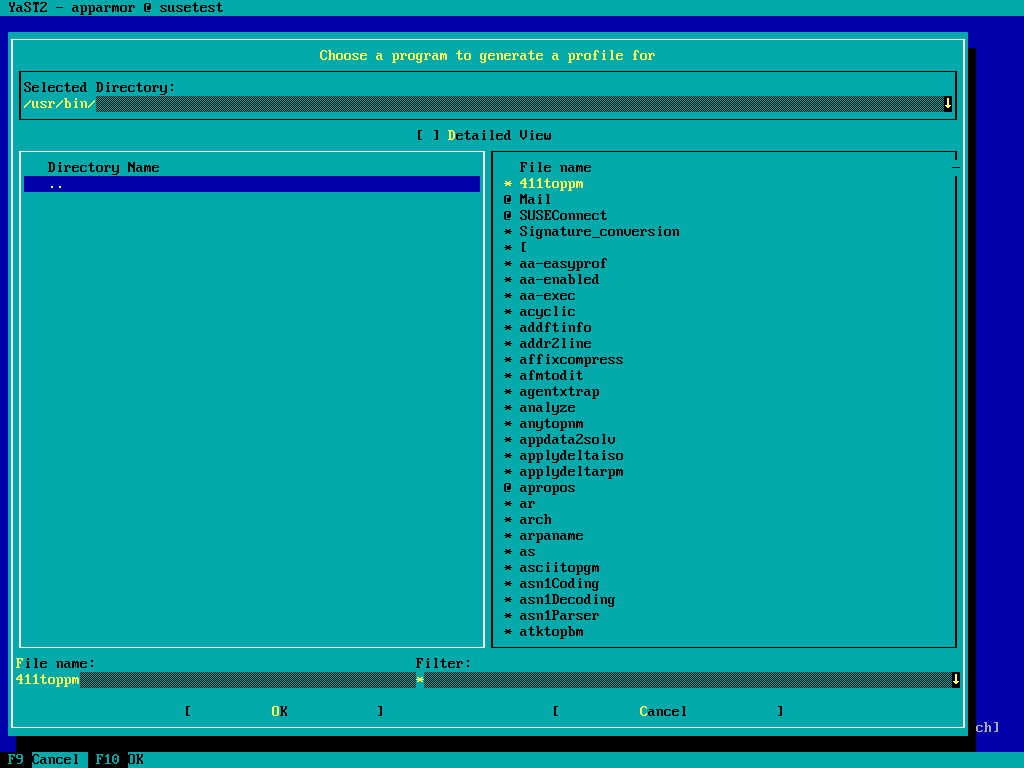 YaST2 - apparmor @ susetest
Choose a program to generate a profile for
Selected Directory:
/usr/bin/ ↓
[ ] Detailed View
Directory Name
..
File name
* 411toppm
@ Mail
@ SUSEConnect
* Signature_conversion
* [
* aa-easyprof
* aa-enabled
* aa-exec
* acyclic
* addftinfo
* addr2line
* affixcompress
* afmtodit
* agentxtrap
* analyze
* anytopnm
* appdata2solv
* applydeltaiso
* applydeltarpm
@ apropos
* ar
* arch
* arpaname
* as
* asciitopgm
* asn1Coding
* asn1Decoding
* asn1Parser
* atktopbm
File name: Filter:
411toppm * ↓
[ OK ] [ Cancel ]
ch]
F9 Cancel F10 OK